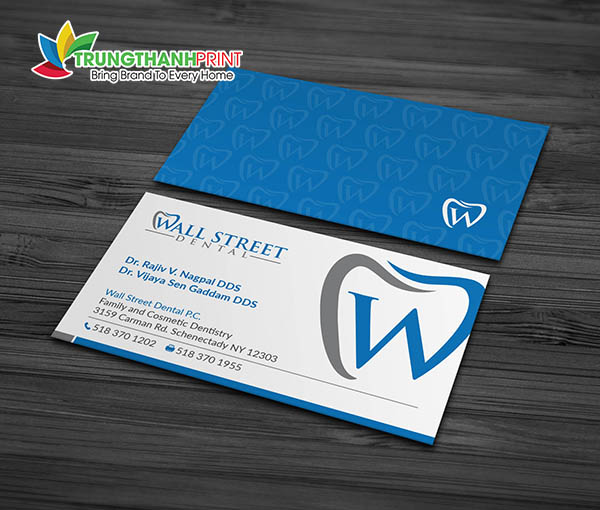 TRUNGTHANHPRINT
Bring Brand To Every Home
W
WALL STREET
DENTAL
Dr. Rajiv V. Nagpal DDS
Dr. Vijaya Sen Gaddam DDS
Wall Street Dental P.C.
Family and Cosmetic Dentistry
3159 Carman Rd. Schenectady NY 12303
518 370 1202 518 370 1955
W